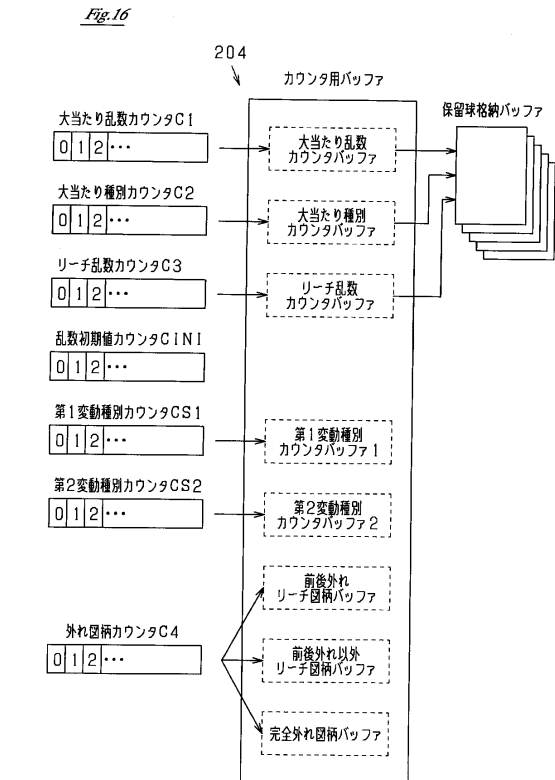 Fig.16
204
カウンタ用バッファ
保留球格納バッファ
大当たり乱数カウンタC1
0 1 2 ･･･
大当たり乱数
カウンタバッファ
大当たり種別カウンタC2
0 1 2 ･･･
大当たり種別
カウンタバッファ
リーチ乱数カウンタC3
0 1 2 ･･･
リーチ乱数
カウンタバッファ
乱数初期値カウンタCINI
0 1 2 ･･･
第1変動種別カウンタCS1
0 1 2 ･･･
第1変動種別
カウンタバッファ1
第2変動種別カウンタCS2
0 1 2 ･･･
第2変動種別
カウンタバッファ2
前後外れ
リーチ図柄バッファ
外れ図柄カウンタC4
0 1 2 ･･･
前後外れ以外
リーチ図柄バッファ
完全外れ図柄バッファ